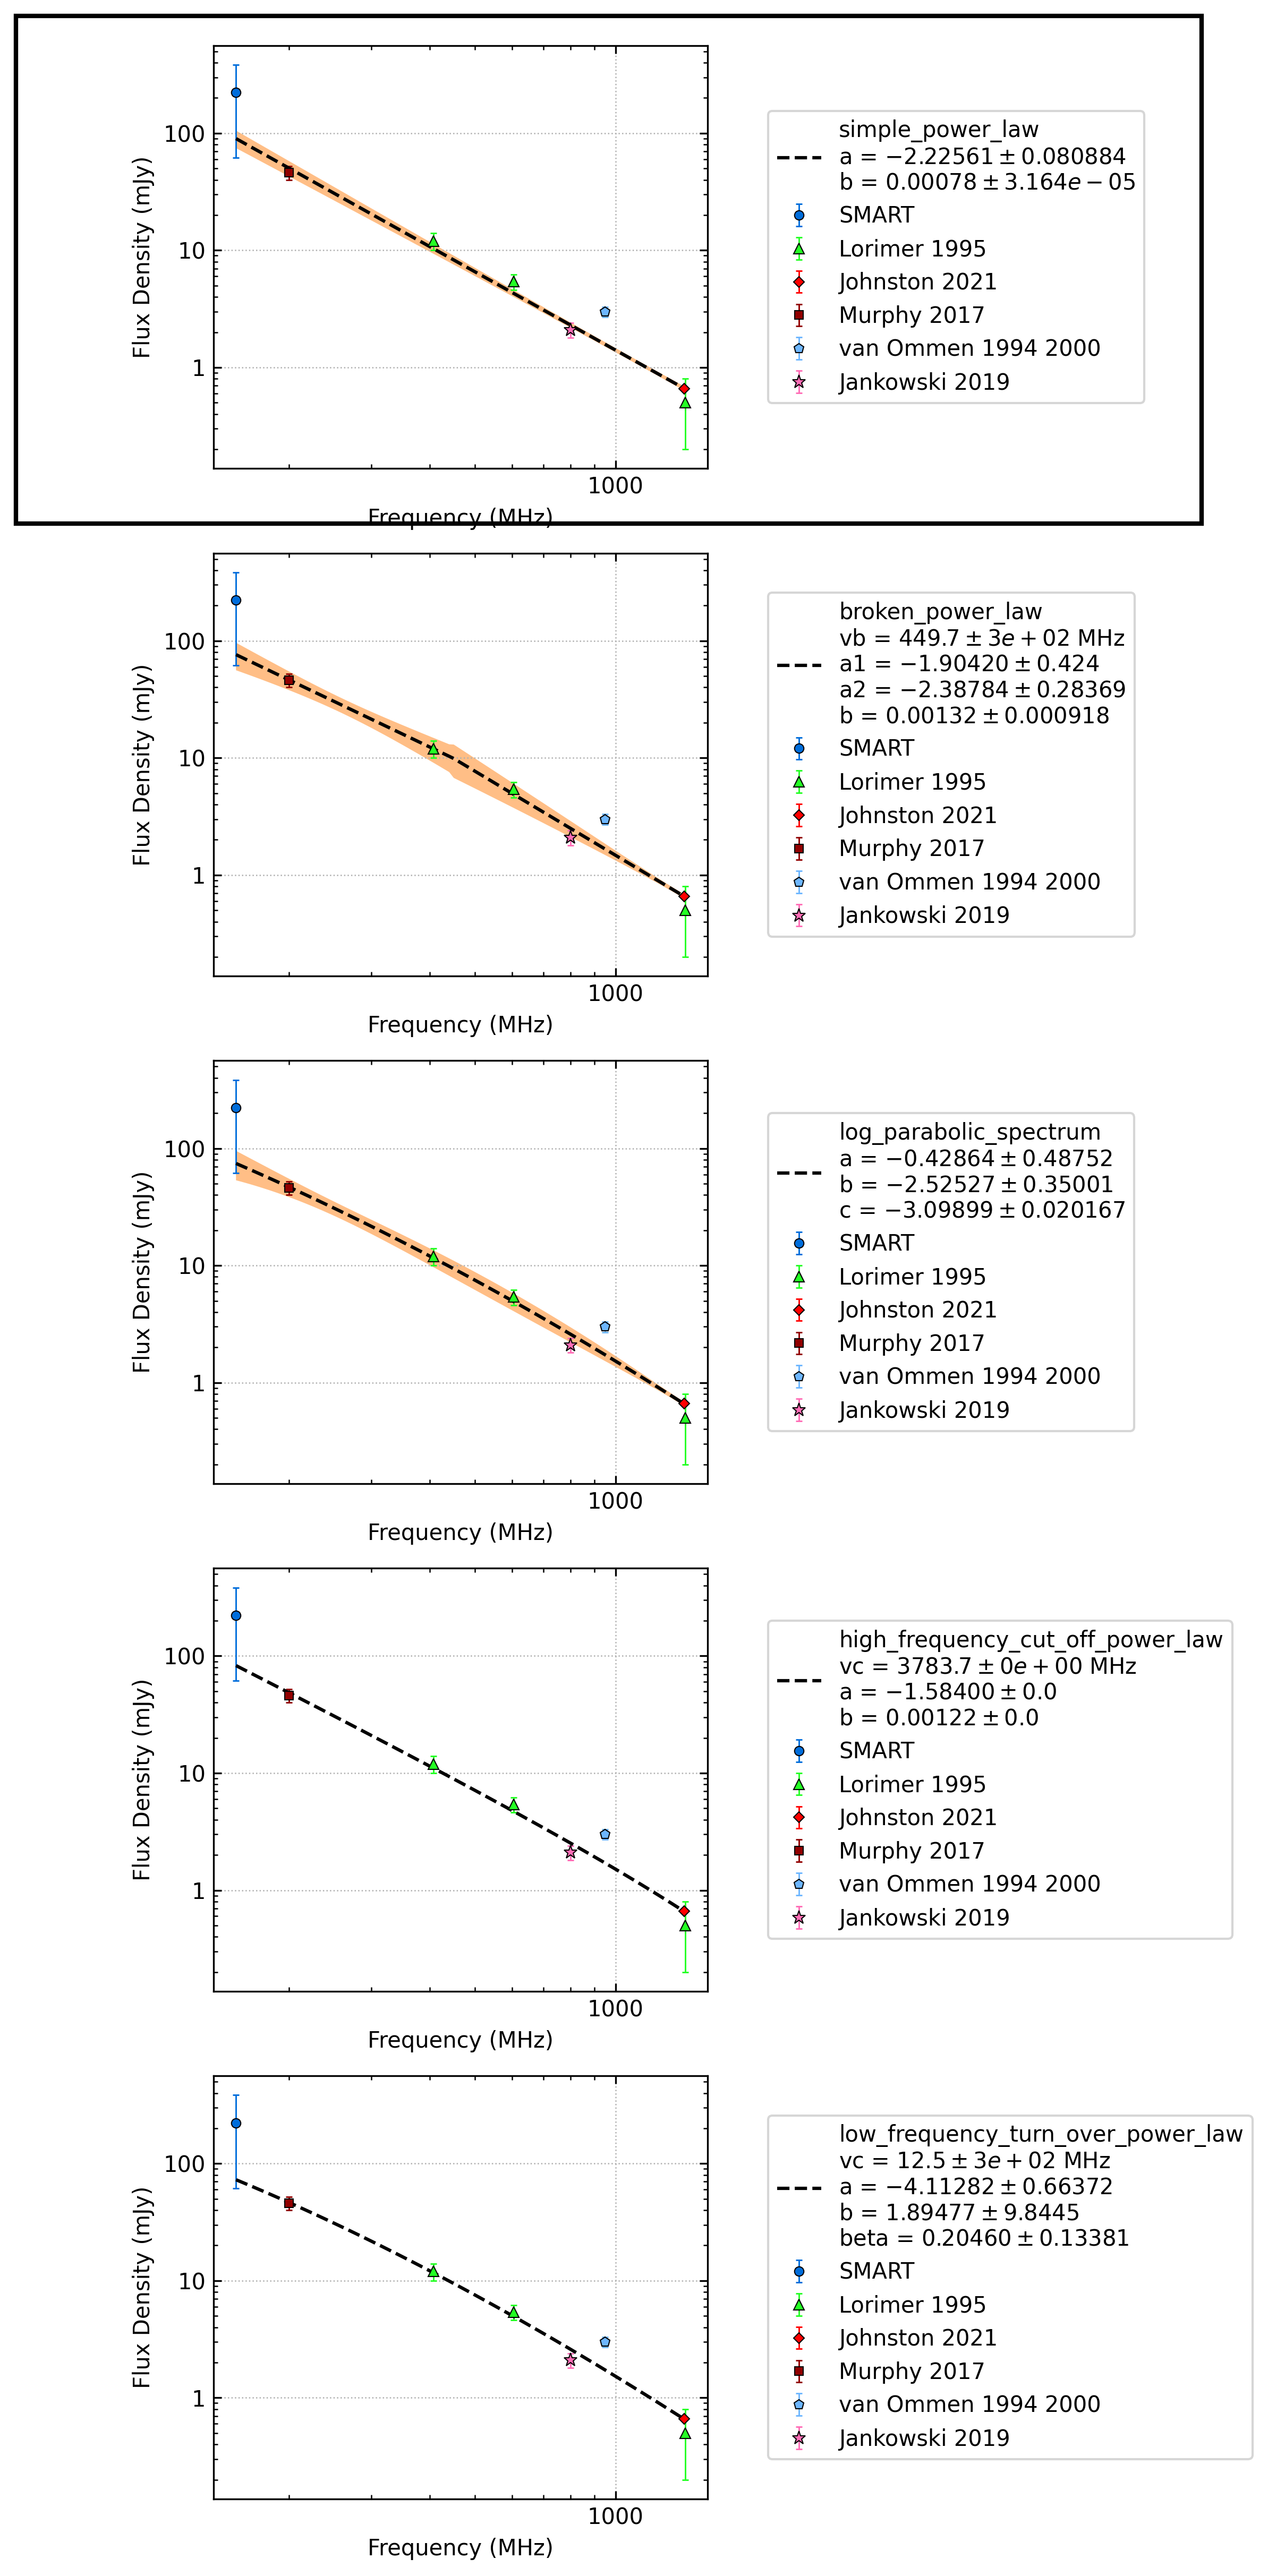 100
10
1
Flux Density (mJy)
1000
Frequency (MHz)
simple_power_law
a = −2.22561 ± 0.080884
b = 0.00078 ± 3.164e − 05
SMART
Lorimer 1995
Johnston 2021
Murphy 2017
van Ommen 1994 2000
Jankowski 2019
100
10
1
Flux Density (mJy)
1000
Frequency (MHz)
broken_power_law
vb = 449.7 ± 3e + 02 MHz
a1 = −1.90420 ± 0.424
a2 = −2.38784 ± 0.28369
b = 0.00132 ± 0.000918
SMART
Lorimer 1995
Johnston 2021
Murphy 2017
van Ommen 1994 2000
Jankowski 2019
100
10
1
Flux Density (mJy)
1000
Frequency (MHz)
log_parabolic_spectrum
a = −0.42864 ± 0.48752
b = −2.52527 ± 0.35001
c = −3.09899 ± 0.020167
SMART
Lorimer 1995
Johnston 2021
Murphy 2017
van Ommen 1994 2000
Jankowski 2019
100
10
1
Flux Density (mJy)
1000
Frequency (MHz)
high_frequency_cut_off_power_law
vc = 3783.7 ± 0e + 00 MHz
a = −1.58400 ± 0.0
b = 0.00122 ± 0.0
SMART
Lorimer 1995
Johnston 2021
Murphy 2017
van Ommen 1994 2000
Jankowski 2019
100
10
1
Flux Density (mJy)
1000
Frequency (MHz)
low_frequency_turn_over_power_law
vc = 12.5 ± 3e + 02 MHz
a = −4.11282 ± 0.66372
b = 1.89477 ± 9.8445
beta = 0.20460 ± 0.13381
SMART
Lorimer 1995
Johnston 2021
Murphy 2017
van Ommen 1994 2000
Jankowski 2019